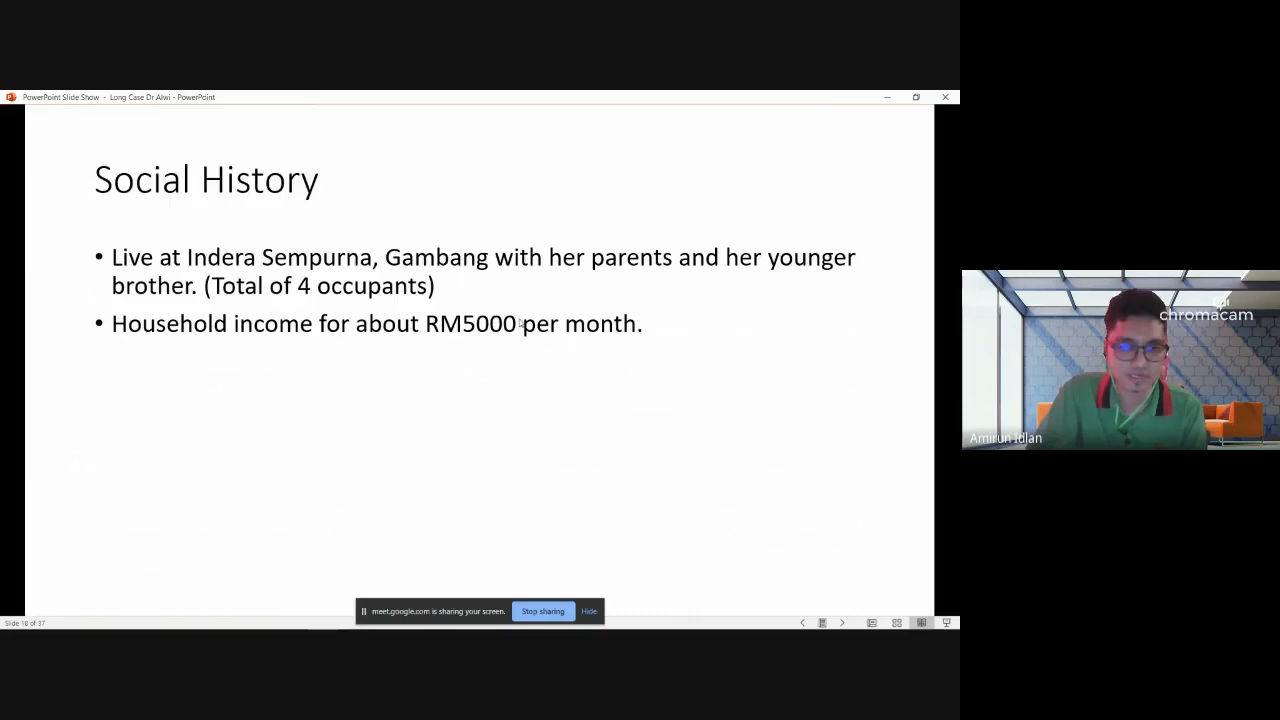 PowerPoint Slide Show - Long Case Dr Alwi - PowerPoint
Social History
• Live at Indera Sempurna, Gambang with her parents and her younger
brother. (Total of 4 occupants)
• Household income for about RM5000 per month.
chromacam
Amirun Idlan
meet.google.com is sharing your screen.
Stop sharing
Hide
Slide 18 of 37